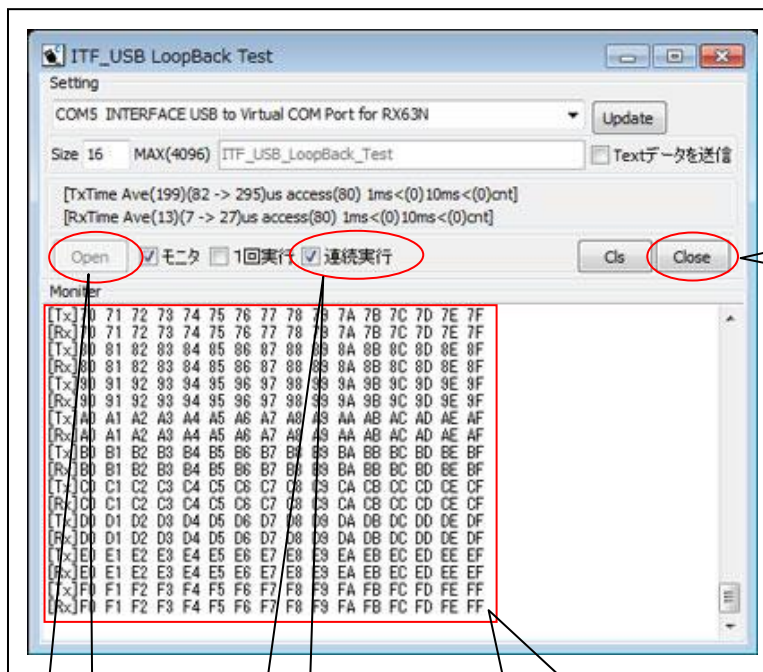 ITF_USB LoopBack Test
Setting
COM5 INTERFACE USB to Virtual COM Port for RX63N Update
Size 16 MAX(4096) ITF_USB_LoopBack_Test Textデータを送信
[TxTime Ave(199)(82 -> 295)us access(80) 1ms<(0)10ms<(0)cnt]
[RxTime Ave(13)(7 -> 27)us access(80) 1ms<(0)10ms<(0)cnt]
Open モニタ 1回実行 連続実行 Cls Close
Moniter
[Tx]70 71 72 73 74 75 76 77 78 79 7A 7B 7C 7D 7E 7F
[Rx]70 71 72 73 74 75 76 77 78 79 7A 7B 7C 7D 7E 7F
[Tx]80 81 82 83 84 85 86 87 88 89 8A 8B 8C 8D 8E 8F
[Rx]80 81 82 83 84 85 86 87 88 89 8A 8B 8C 8D 8E 8F
[Tx]90 91 92 93 94 95 96 97 98 99 9A 9B 9C 9D 9E 9F
[Rx]90 91 92 93 94 95 96 97 98 99 9A 9B 9C 9D 9E 9F
[Tx]A0 A1 A2 A3 A4 A5 A6 A7 A8 A9 AA AB AC AD AE AF
[Rx]A0 A1 A2 A3 A4 A5 A6 A7 A8 A9 AA AB AC AD AE AF
[Tx]B0 B1 B2 B3 B4 B5 B6 B7 B8 B9 BA BB BC BD BE BF
[Rx]B0 B1 B2 B3 B4 B5 B6 B7 B8 B9 BA BB BC BD BE BF
[Tx]C0 C1 C2 C3 C4 C5 C6 C7 C8 C9 CA CB CC CD CE CF
[Rx]C0 C1 C2 C3 C4 C5 C6 C7 C8 C9 CA CB CC CD CE CF
[Tx]D0 D1 D2 D3 D4 D5 D6 D7 D8 D9 DA DB DC DD DE DF
[Rx]D0 D1 D2 D3 D4 D5 D6 D7 D8 D9 DA DB DC DD DE DF
[Tx]E0 E1 E2 E3 E4 E5 E6 E7 E8 E9 EA EB EC ED EE EF
[Rx]E0 E1 E2 E3 E4 E5 E6 E7 E8 E9 EA EB EC ED EE EF
[Tx]F0 F1 F2 F3 F4 F5 F6 F7 F8 F9 FA FB FC FD FE FF
[Rx]F0 F1 F2 F3 F4 F5 F6 F7 F8 F9 FA FB FC FD FE FF